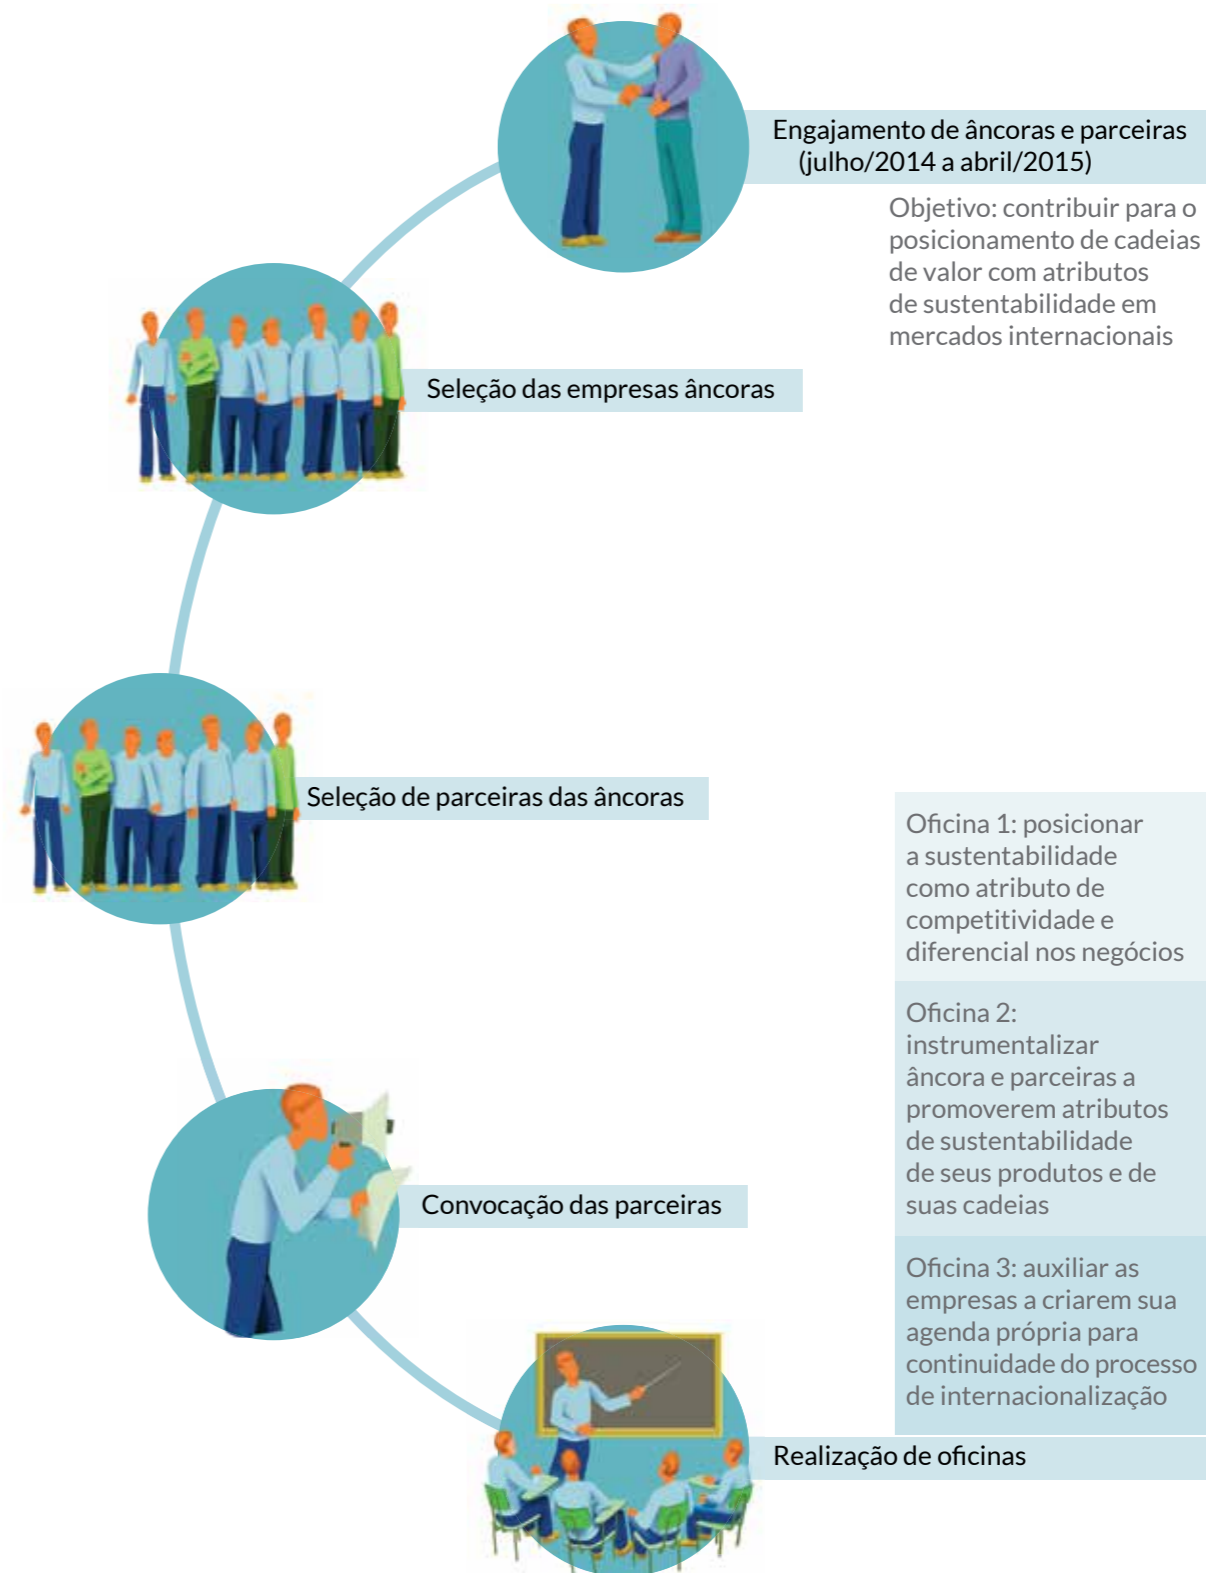 Engajamento de âncoras e parceiras
(julho/2014 a abril/2015)
Objetivo: contribuir para o
posicionamento de cadeias
de valor com atributos
de sustentabilidade em
mercados internacionais
Seleção das empresas âncoras
Seleção de parceiras das âncoras
Convocação das parceiras
Oficina 1: posicionar
a sustentabilidade
como atributo de
competitividade e
diferencial nos negócios
Oficina 2:
instrumentalizar
âncora e parceiras a
promoverem atributos
de sustentabilidade
de seus produtos e de
suas cadeias
Oficina 3: auxiliar as
empresas a criarem sua
agenda própria para
continuidade do processo
de internacionalização
Realização de oficinas